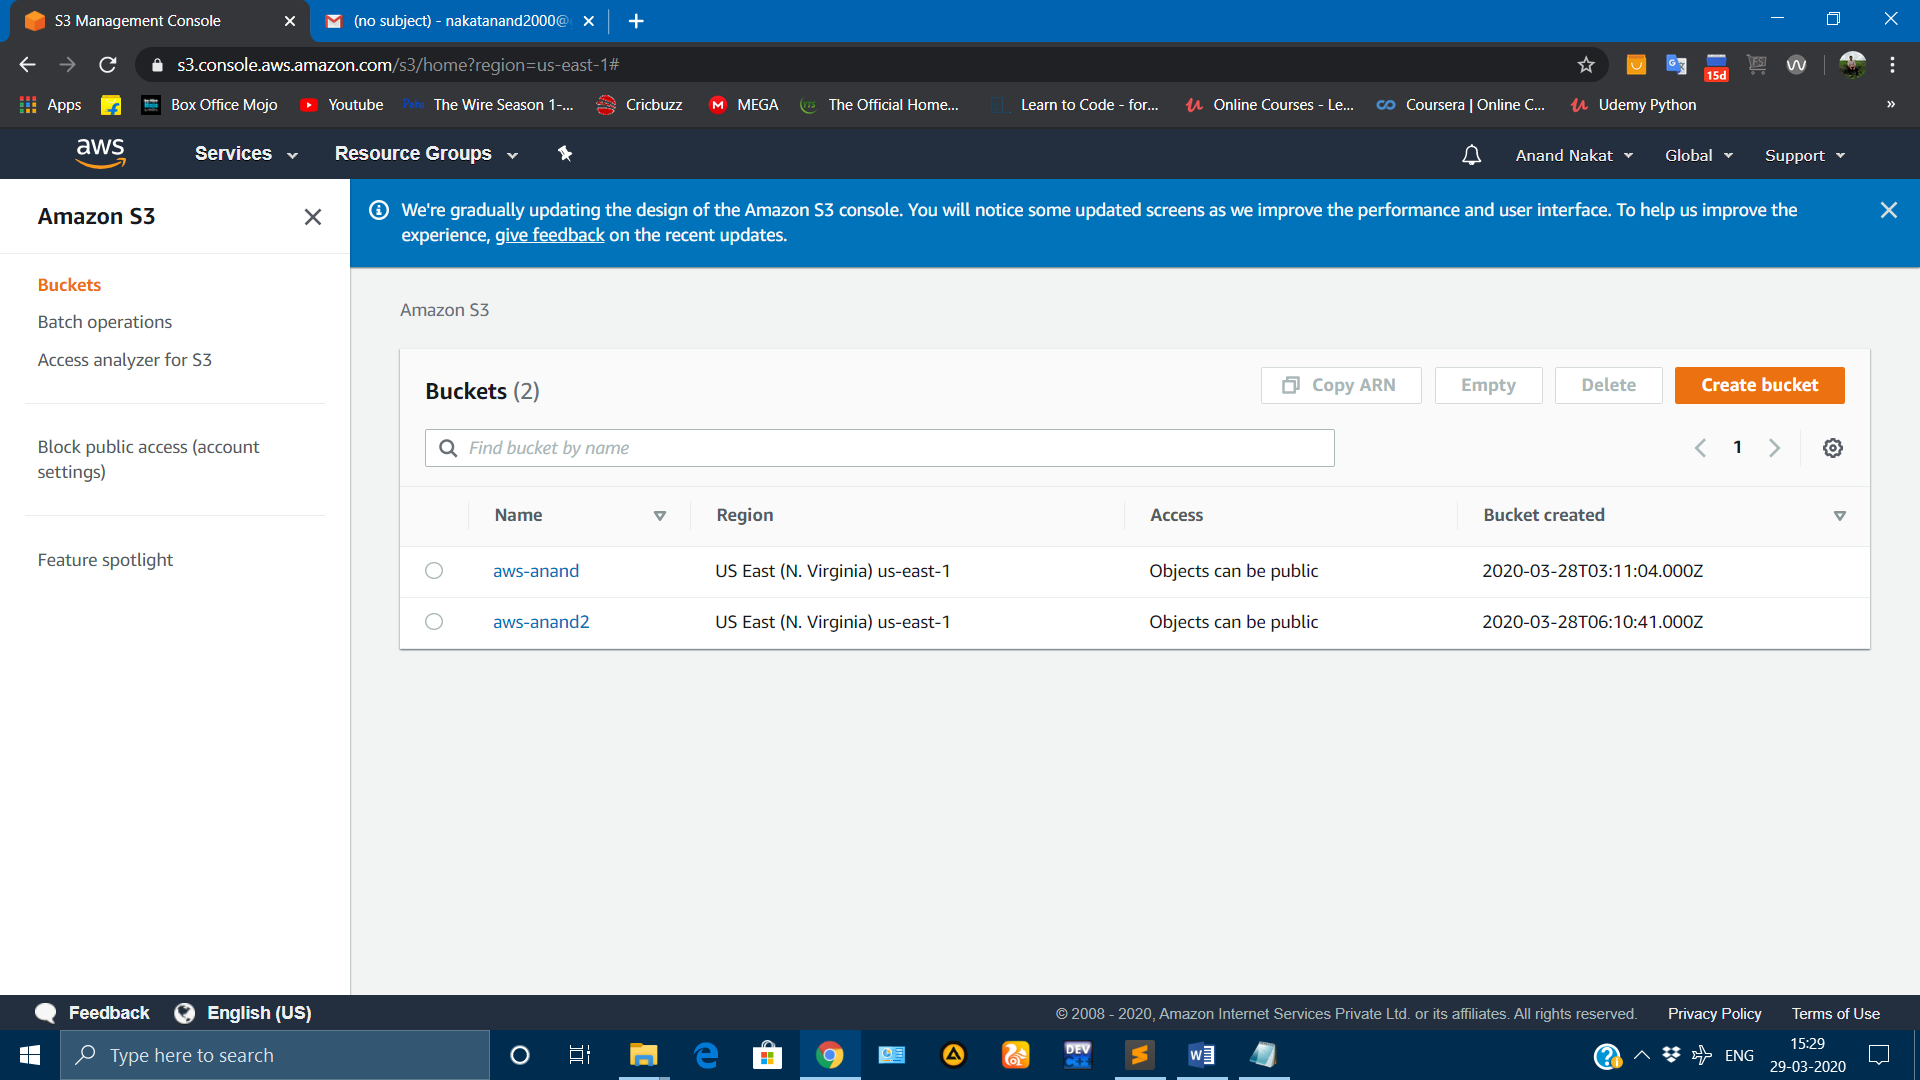 S3 Management Console
(no subject) - nakatanand2000@
s3.console.aws.amazon.com/s3/home?region=us-east-1#
15d
Apps
Box Office Mojo
Youtube
The Wire Season 1-...
Cricbuzz
MEGA
The Official Home...
Learn to Code - for...
Online Courses - Le...
Coursera | Online C...
Udemy Python
»
aws
Services
Resource Groups
Anand Nakat
Global
Support
Amazon S3
We're gradually updating the design of the Amazon S3 console. You will notice some updated screens as we improve the performance and user interface. To help us improve the
experience, give feedback on the recent updates.
Buckets
Batch operations
Access analyzer for S3
Block public access (account
settings)
Feature spotlight
Amazon S3
Buckets (2)
Copy ARN
Empty
Delete
Create bucket
Find bucket by name
1
Name
Region
Access
Bucket created
aws-anand
US East (N. Virginia) us-east-1
Objects can be public
2020-03-28T03:11:04.000Z
aws-anand2
US East (N. Virginia) us-east-1
Objects can be public
2020-03-28T06:10:41.000Z
Feedback
English (US)
© 2008 - 2020, Amazon Internet Services Private Ltd. or its affiliates. All rights reserved.
Privacy Policy
Terms of Use
Type here to search
DEV
ENG
15:29
29-03-2020